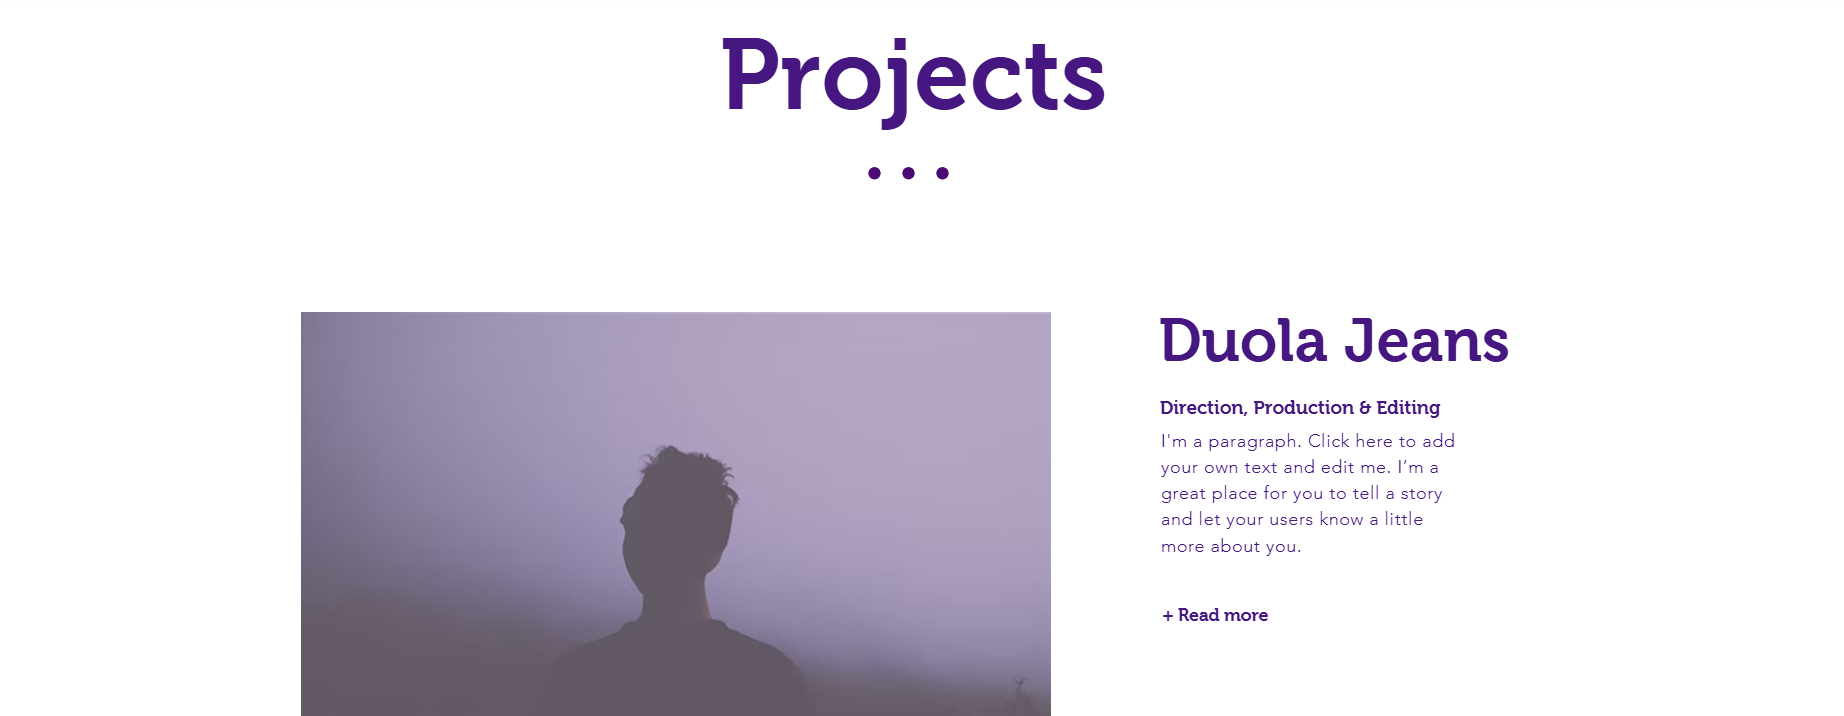 Projects
Duola Jeans
Direction, Production & Editing
I'm a paragraph. Click here to add
your own text and edit me. I’m a
great place for you to tell a story
and let your users know a little
more about you.
+ Read more